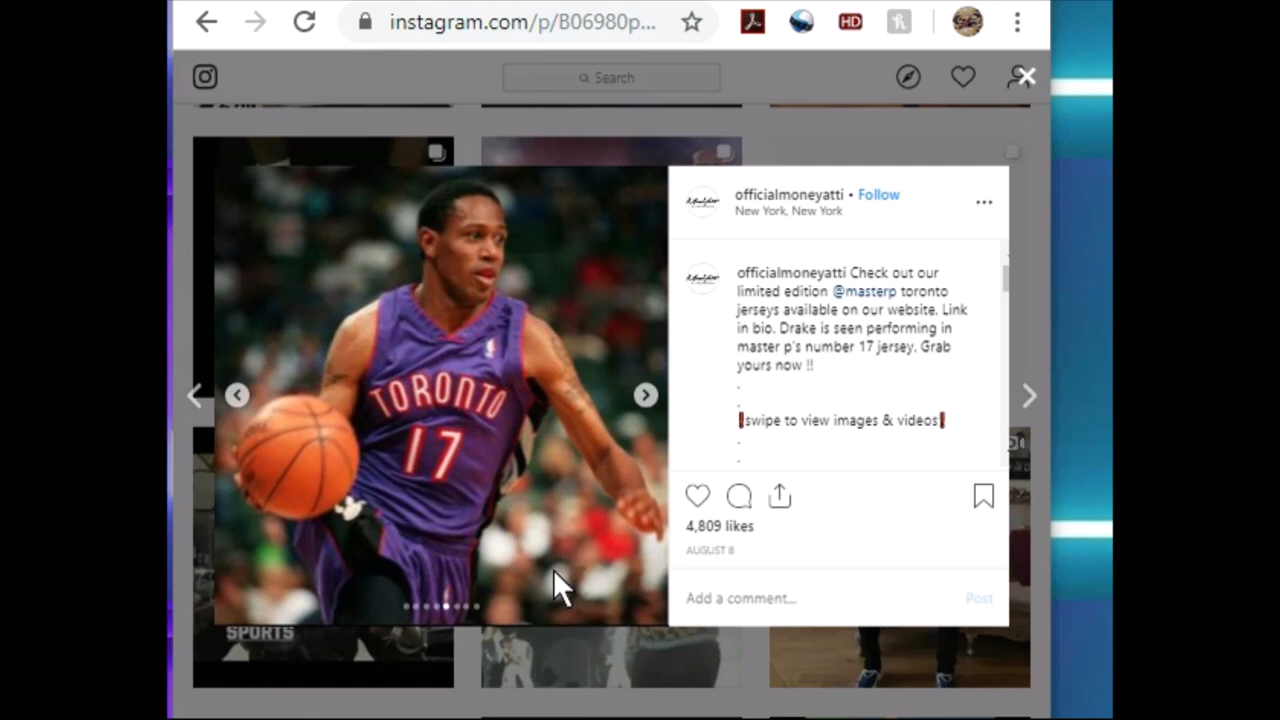 instagram.com/p/B06980p...
HD
Search
officialmoneyatti • Follow
New York, New York
officialmoneyatti Check out our
limited edition @masterp toronto
jerseys available on our website. Link
in bio. Drake is seen performing in
master p's number 17 jersey. Grab
yours now !!
.
.
❗swipe to view images & videos❗
.
.
TORONTO
17
4,809 likes
AUGUST 8
Add a comment...
Post
SPORTS